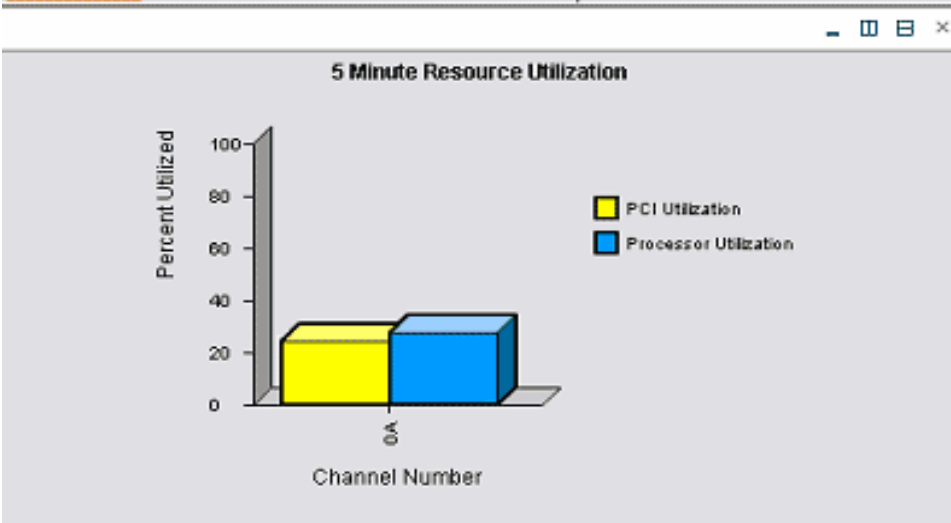 5 Minute Resource Utilization
Percent Utilized
100
80
60
40
20
0
PCI Utilization
Processor Utilization
0A
Channel Number